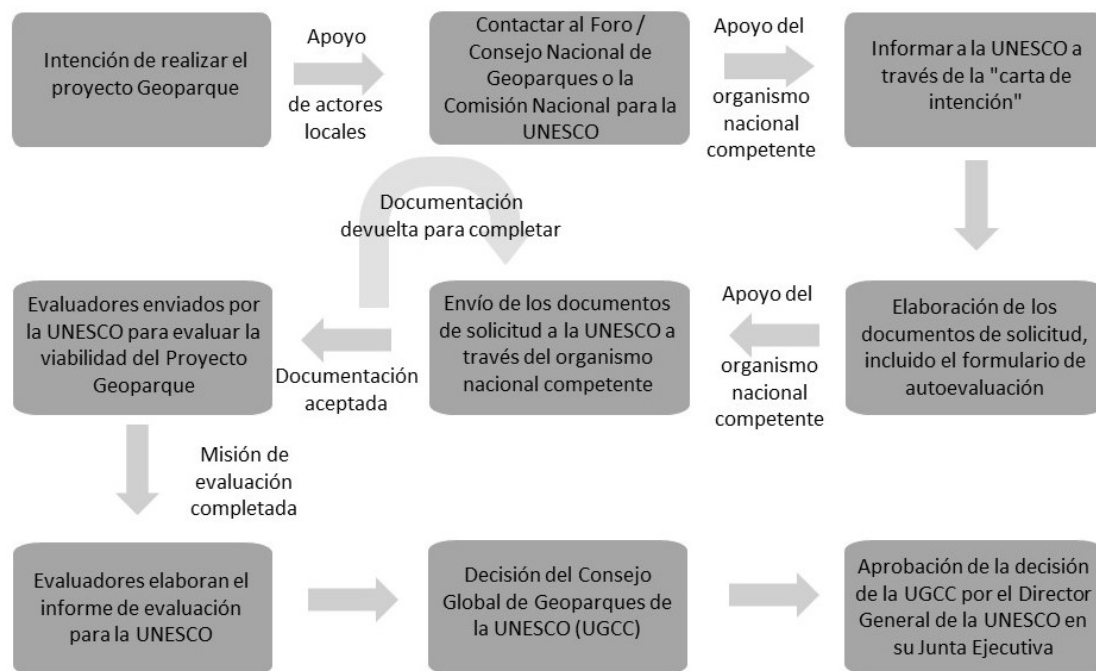 Intención de realizar el
proyecto Geoparque
Apoyo
de actores
locales
Contactar al Foro /
Consejo Nacional de
Geoparques o la
Comisión Nacional para la
UNESCO
Apoyo del
organismo
nacional
competente
Informar a la UNESCO a
través de la "carta de
intención"
Documentación
devuelta para completar
Evaluadores enviados por
la UNESCO para evaluar la
viabilidad del Proyecto
Geoparque
Documentación
aceptada
Envío de los documentos
de solicitud a la UNESCO a
través del organismo
nacional competente
Apoyo del
organismo
nacional
competente
Elaboración de los
documentos de solicitud,
incluido el formulario de
autoevaluación
Misión de
evaluación
completada
Evaluadores elaboran el
informe de evaluación
para la UNESCO
Decisión del Consejo
Global de Geoparques de
la UNESCO (UGCC)
Aprobación de la decisión
de la UGCC por el Director
General de la UNESCO en
su Junta Ejecutiva